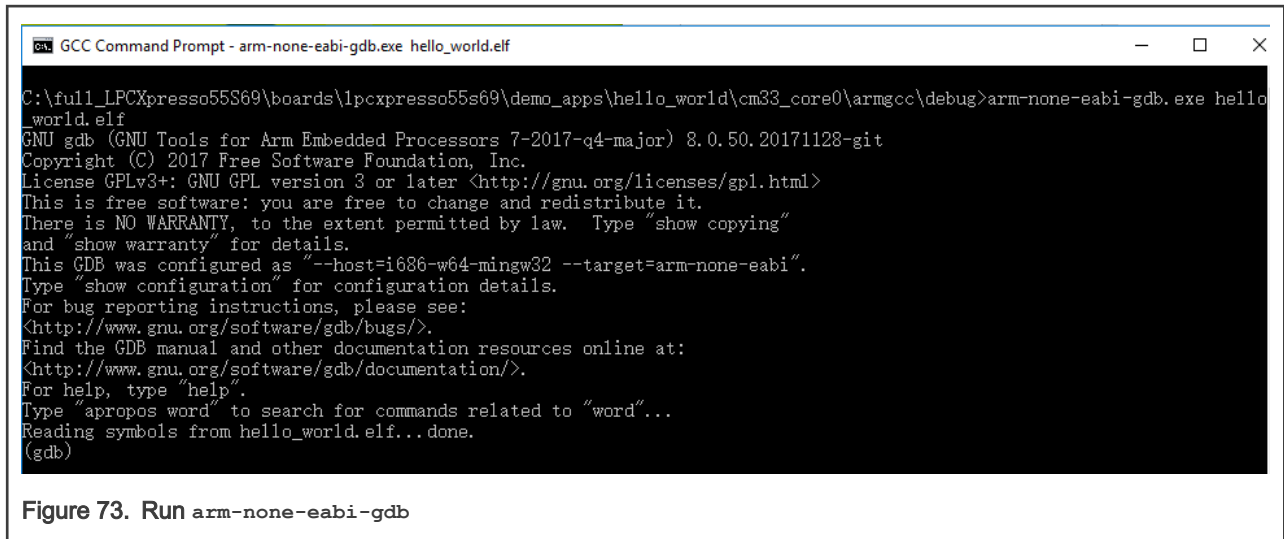 GCC Command Prompt - arm-none-eabi-gdb.exe hello_world.elf
C:\full_LPCXpresso55S69\boards\lpcxpresso55s69\demo_apps\hello_world\cm33_core0\armgcc\debug>arm-none-eabi-gdb.exe hello
_world.elf
GNU gdb (GNU Tools for Arm Embedded Processors 7-2017-q4-major) 8.0.50.20171128-git
Copyright (C) 2017 Free Software Foundation, Inc.
License GPLv3+: GNU GPL version 3 or later <http://gnu.org/licenses/gpl.html>
This is free software: you are free to change and redistribute it.
There is NO WARRANTY, to the extent permitted by law.  Type "show copying"
and "show warranty" for details.
This GDB was configured as "--host=i686-w64-mingw32 --target=arm-none-eabi".
Type "show configuration" for configuration details.
For bug reporting instructions, please see:
<http://www.gnu.org/software/gdb/bugs/>.
Find the GDB manual and other documentation resources online at:
<http://www.gnu.org/software/gdb/documentation/>.
For help, type "help".
Type "apropos word" to search for commands related to "word"...
Reading symbols from hello_world.elf...done.
(gdb)
Figure 73. Run arm-none-eabi-gdb